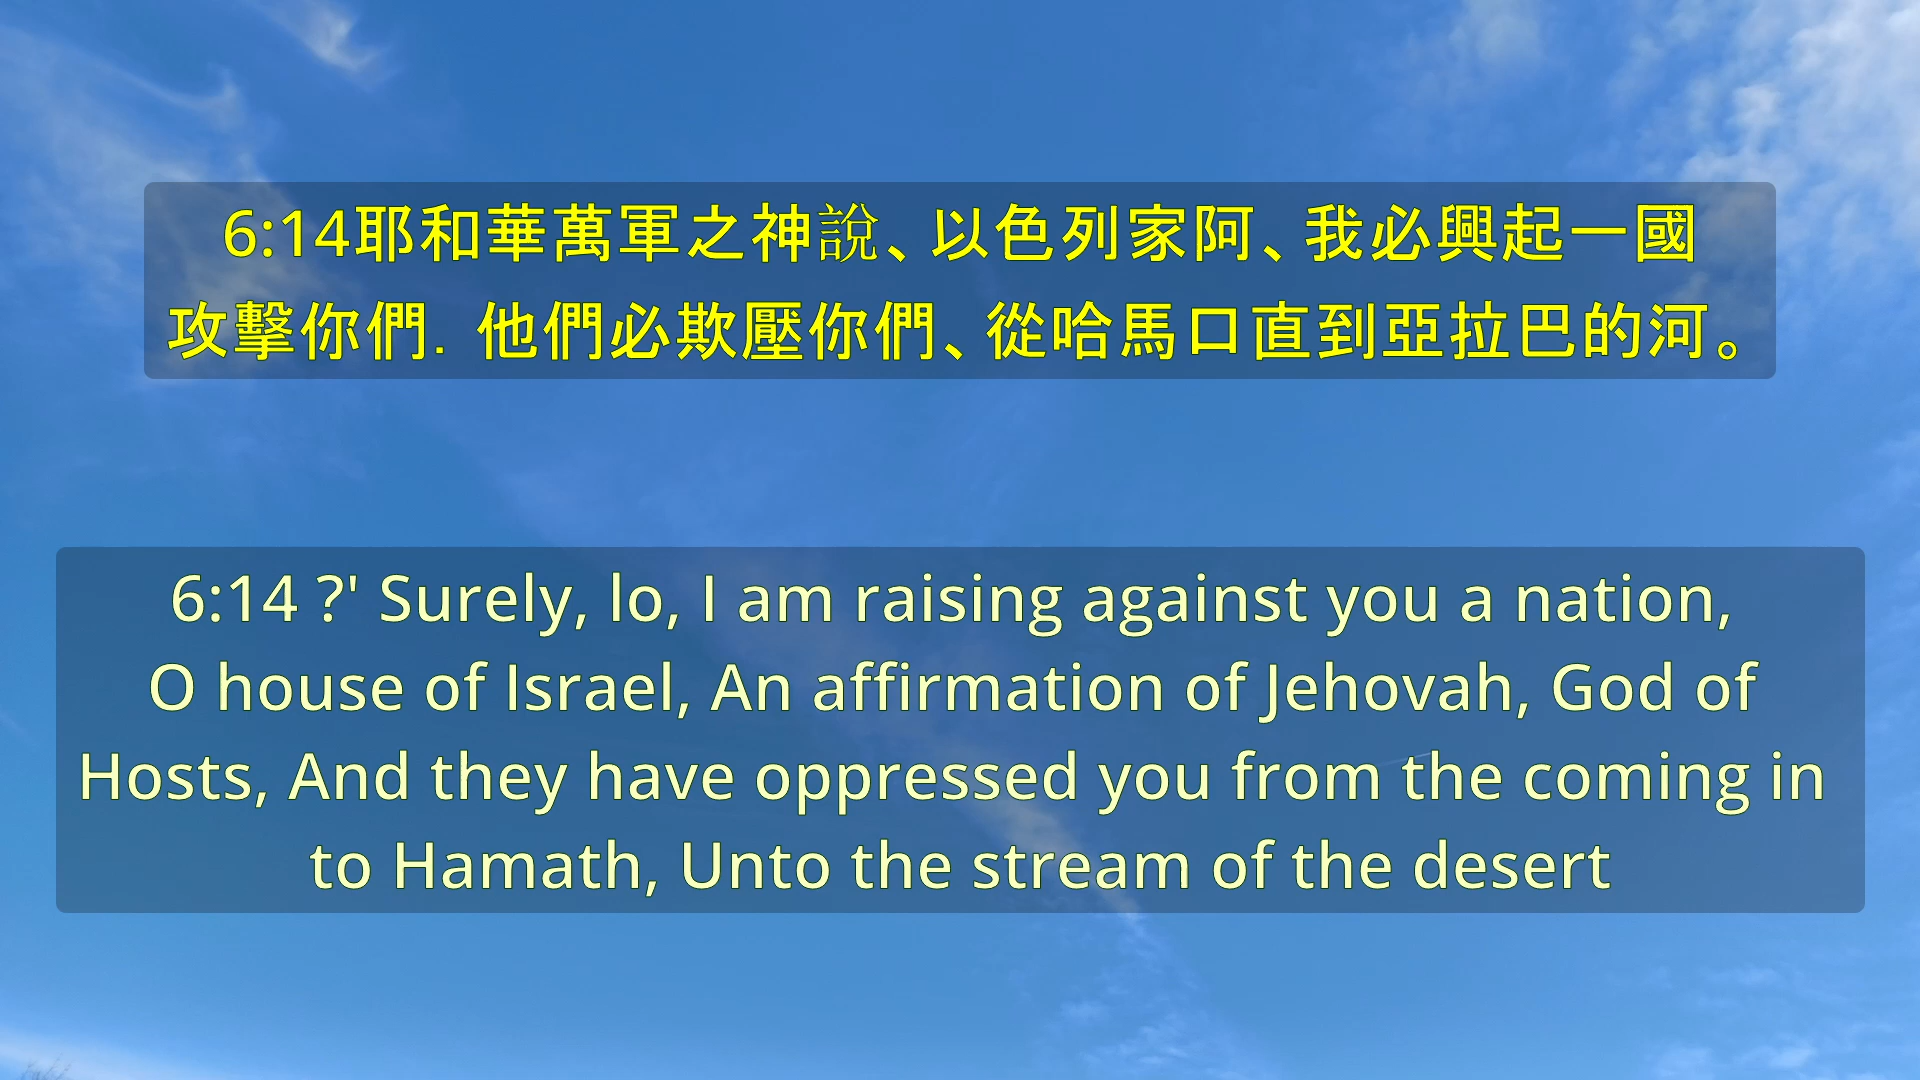 6:14耶和華萬軍之神說、以色列家阿、我必興起一國
攻擊你們．他們必欺壓你們、從哈馬口直到亞拉巴的河。
6:14 ?' Surely, lo, I am raising against you a nation,
O house of Israel, An affirmation of Jehovah, God of
Hosts, And they have oppressed you from the coming in
to Hamath, Unto the stream of the desert